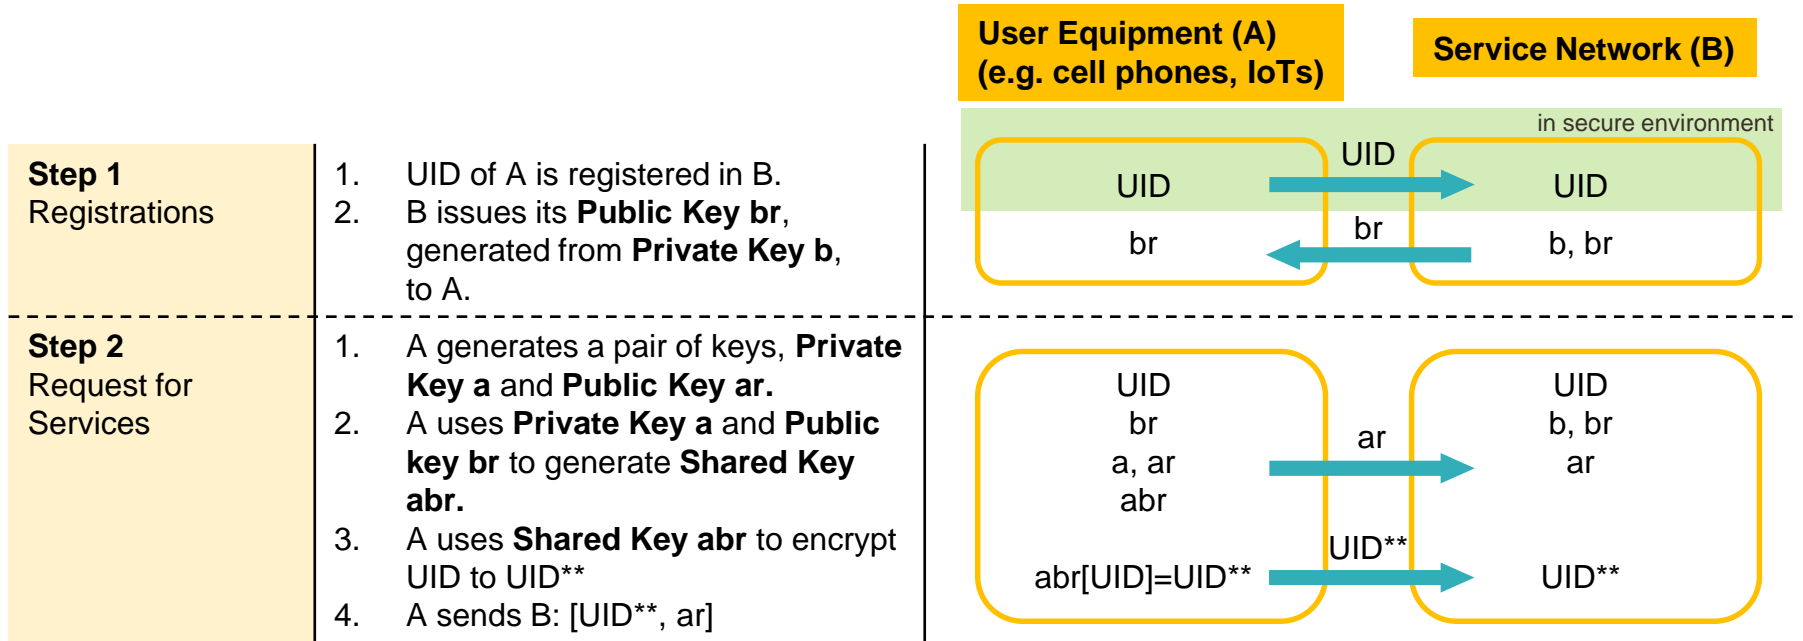 User Equipment (A)
(e.g. cell phones, IoTs)
Service Network (B)
in secure environment
Step 1
Registrations
1. UID of A is registered in B.
2. B issues its Public Key br,
generated from Private Key b,
to A.
UID
UID
UID
br
br
b, br
Step 2
Request for
Services
1. A generates a pair of keys, Private
Key a and Public Key ar.
2. A uses Private Key a and Public
key br to generate Shared Key
abr.
3. A uses Shared Key abr to encrypt
UID to UID**
4. A sends B: [UID**, ar]
UID
br
a, ar
abr
abr[UID]=UID**
ar
UID**
UID
b, br
ar
UID**